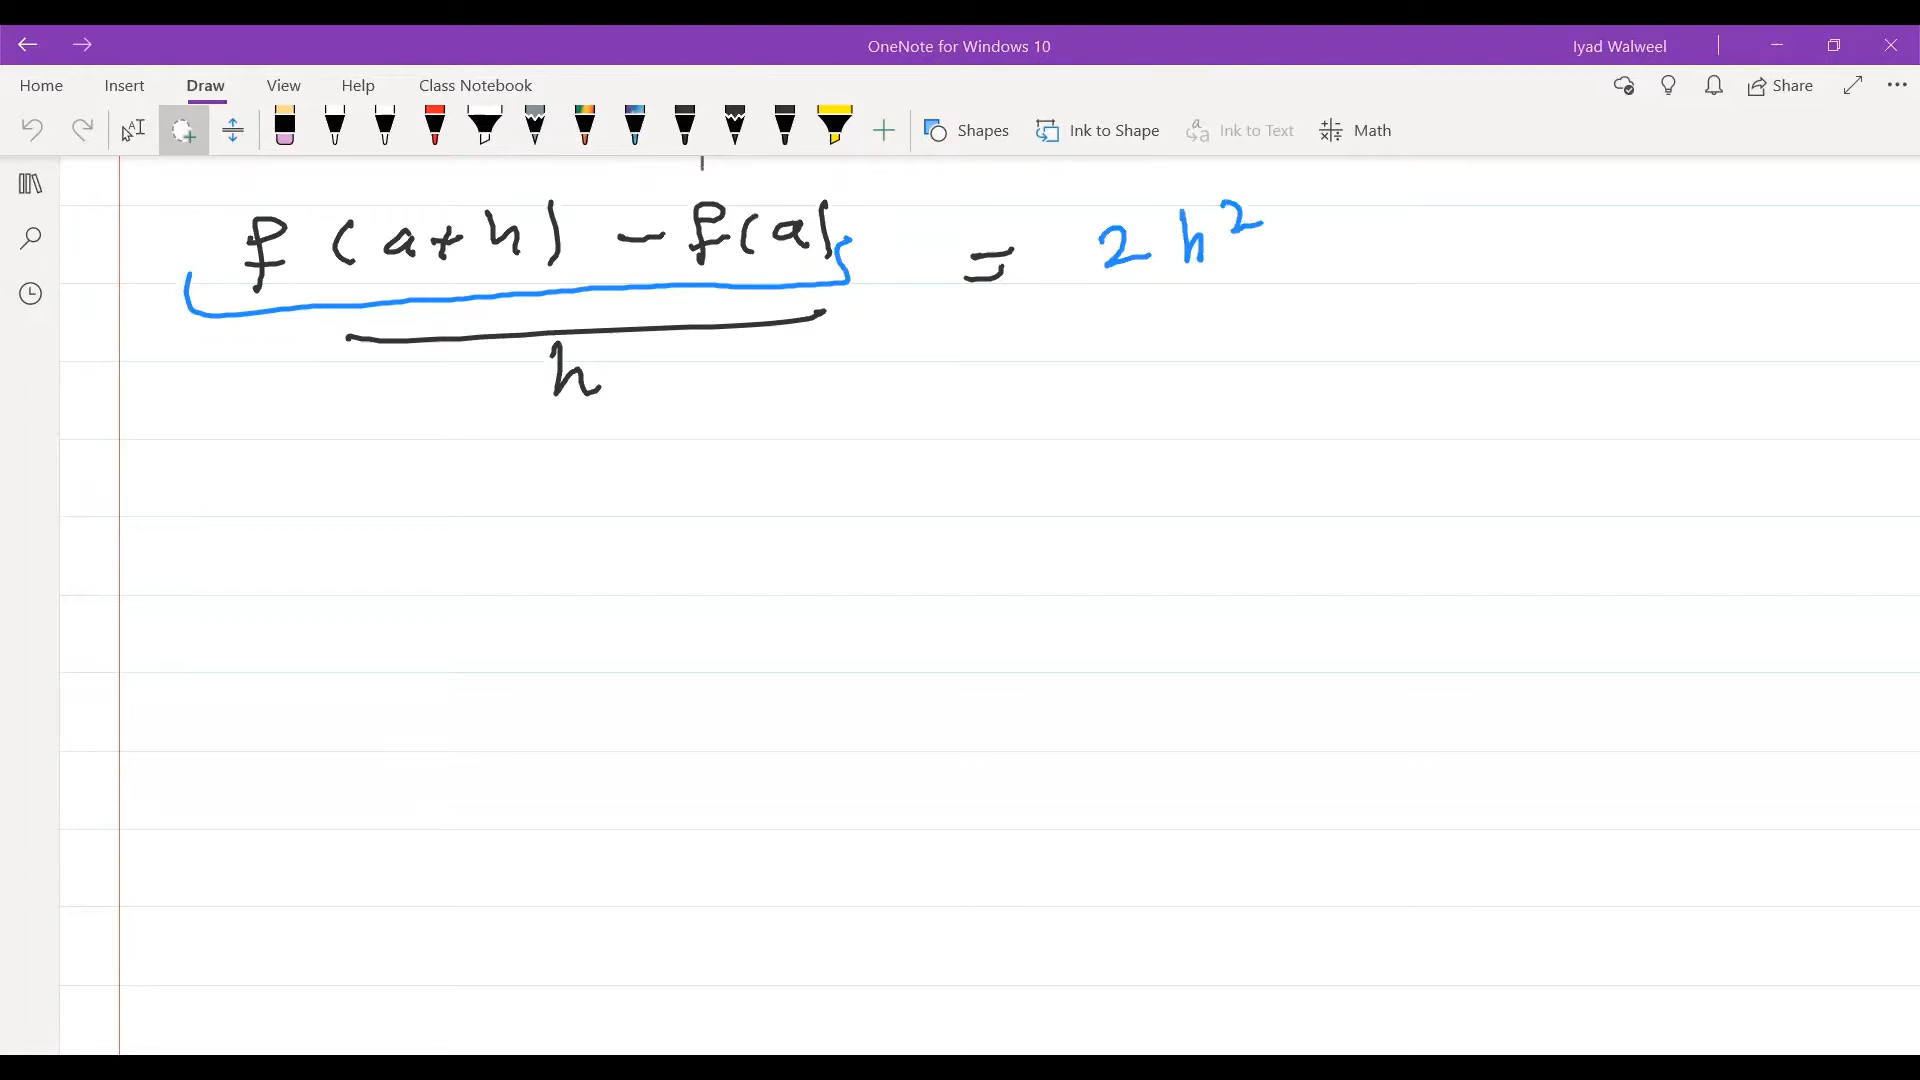 OneNote for Windows 10 Iyad Walweel
Home Insert Draw View Help Class Notebook Share
Shapes Ink to Shape Ink to Text Math
f (a+h) - f(a) = 2h²
h